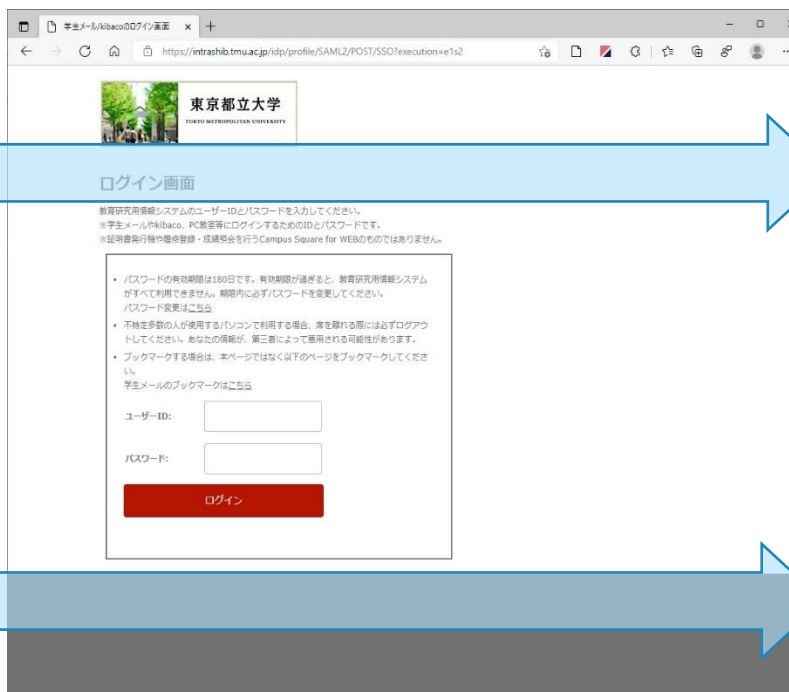 学生メール/kibacoのログイン画面
https://intrashib.tmu.ac.jp/idp/profile/SAML2/POST/SSO?execution=e1s2
東京都立大学
TOKYO METROPOLITAN UNIVERSITY
ログイン画面
教育研究用情報システムのユーザーIDとパスワードを入力してください。
※学生メールやkibaco、PC教室等にログインするためのIDとパスワードです。
※証明書発行機や履修登録・成績照会を行うCampus Square for WEBのものではありません。
• パスワードの有効期限は180日です。有効期限が過ぎると、教育研究用情報システム
がすべて利用できません。期限内に必ずパスワードを変更してください。
パスワード変更はこちら
• 不特定多数の人が使用するパソコンで利用する場合、席を離れる際には必ずログアウ
トしてください。あなたの情報が、第三者によって悪用される可能性があります。
• ブックマークする場合は、本ページではなく以下のページをブックマークしてくださ
い。
学生メールのブックマークはこちら
ユーザーID:
パスワード:
ログイン